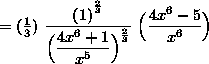 = (1/3) (1)^{2/3} / ((4x^6 + 1)/x^5)^{2/3} ((4x^6 - 5)/x^6)